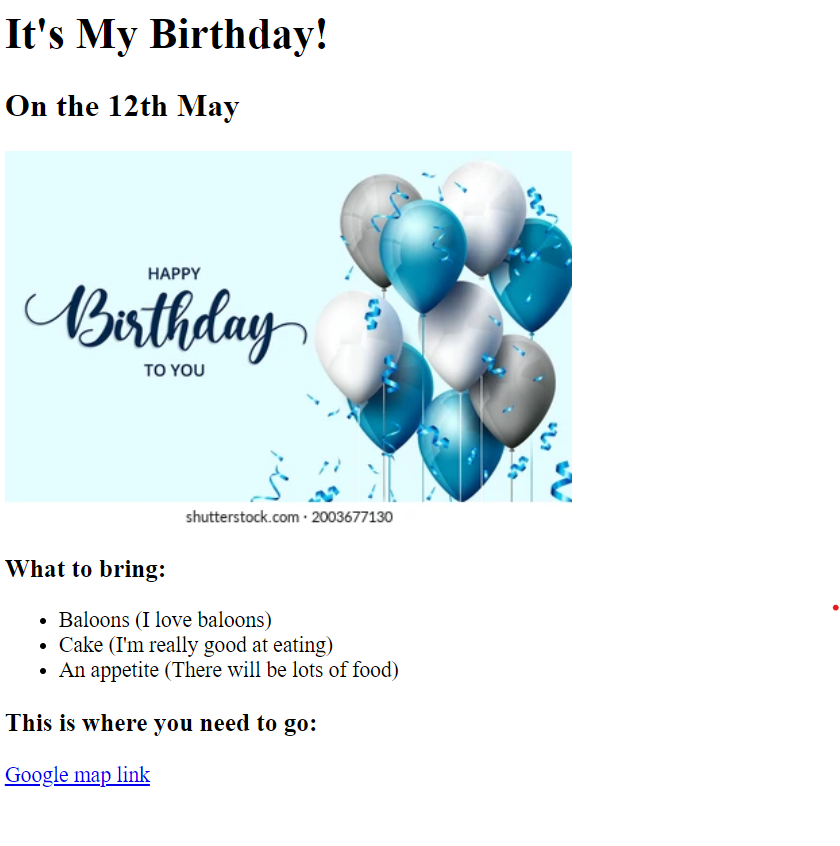 It's My Birthday!
On the 12th May
HAPPY
Birthday
TO YOU
shutterstock.com · 2003677130
What to bring:
Baloons (I love baloons)
Cake (I'm really good at eating)
An appetite (There will be lots of food)
This is where you need to go:
Google map link